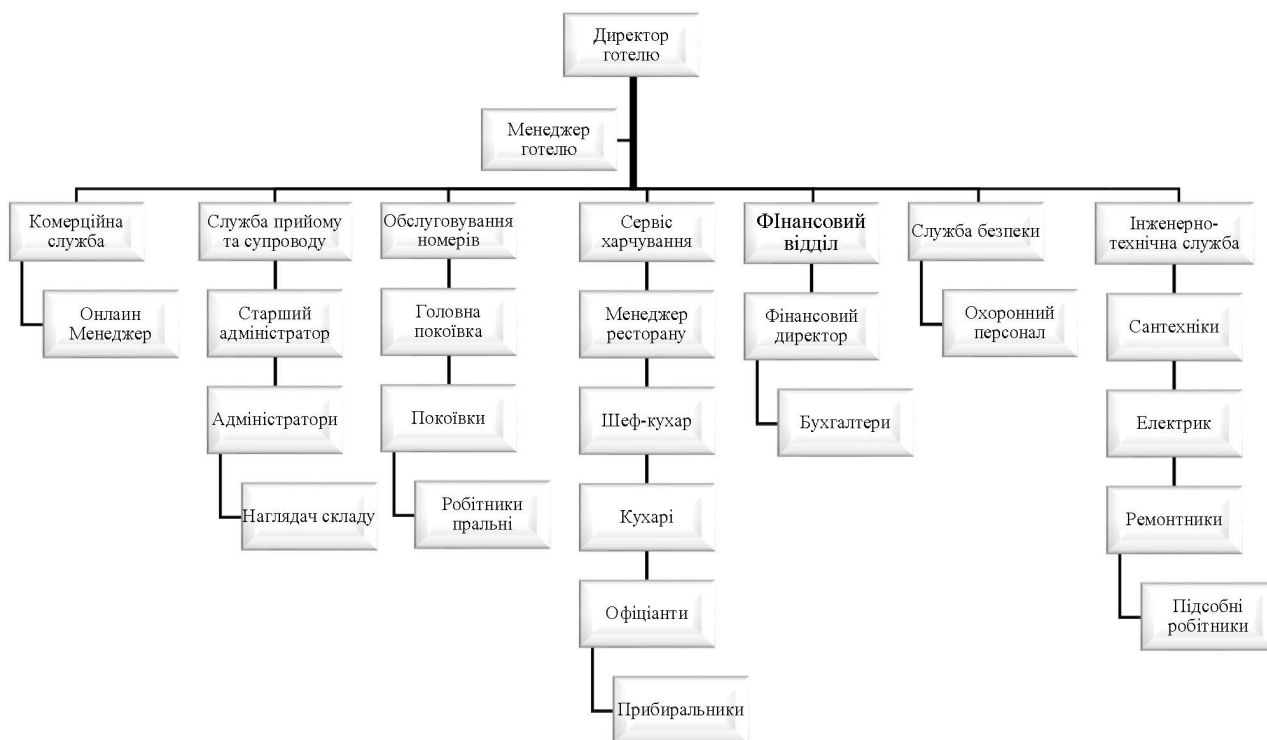 Директор
готелю
Менеджер
готелю
Комерційна
служба
Онлаин
Менеджер
Служба прийому
та супроводу
Старший
адміністратор
Адміністратори
Наглядач складу
Обслуговування
номерів
Головна
покоївка
Покоївки
Робітники
пральні
Сервіс
харчування
Менеджер
ресторану
Шеф-кухар
Кухарі
Офіціанти
Прибиральники
ФІнансовий
відділ
Фінансовий
директор
Бухгалтери
Служба безпеки
Охоронний
персонал
Інженерно-
технічна служба
Сантехніки
Електрик
Ремонтники
Підсобні
робітники